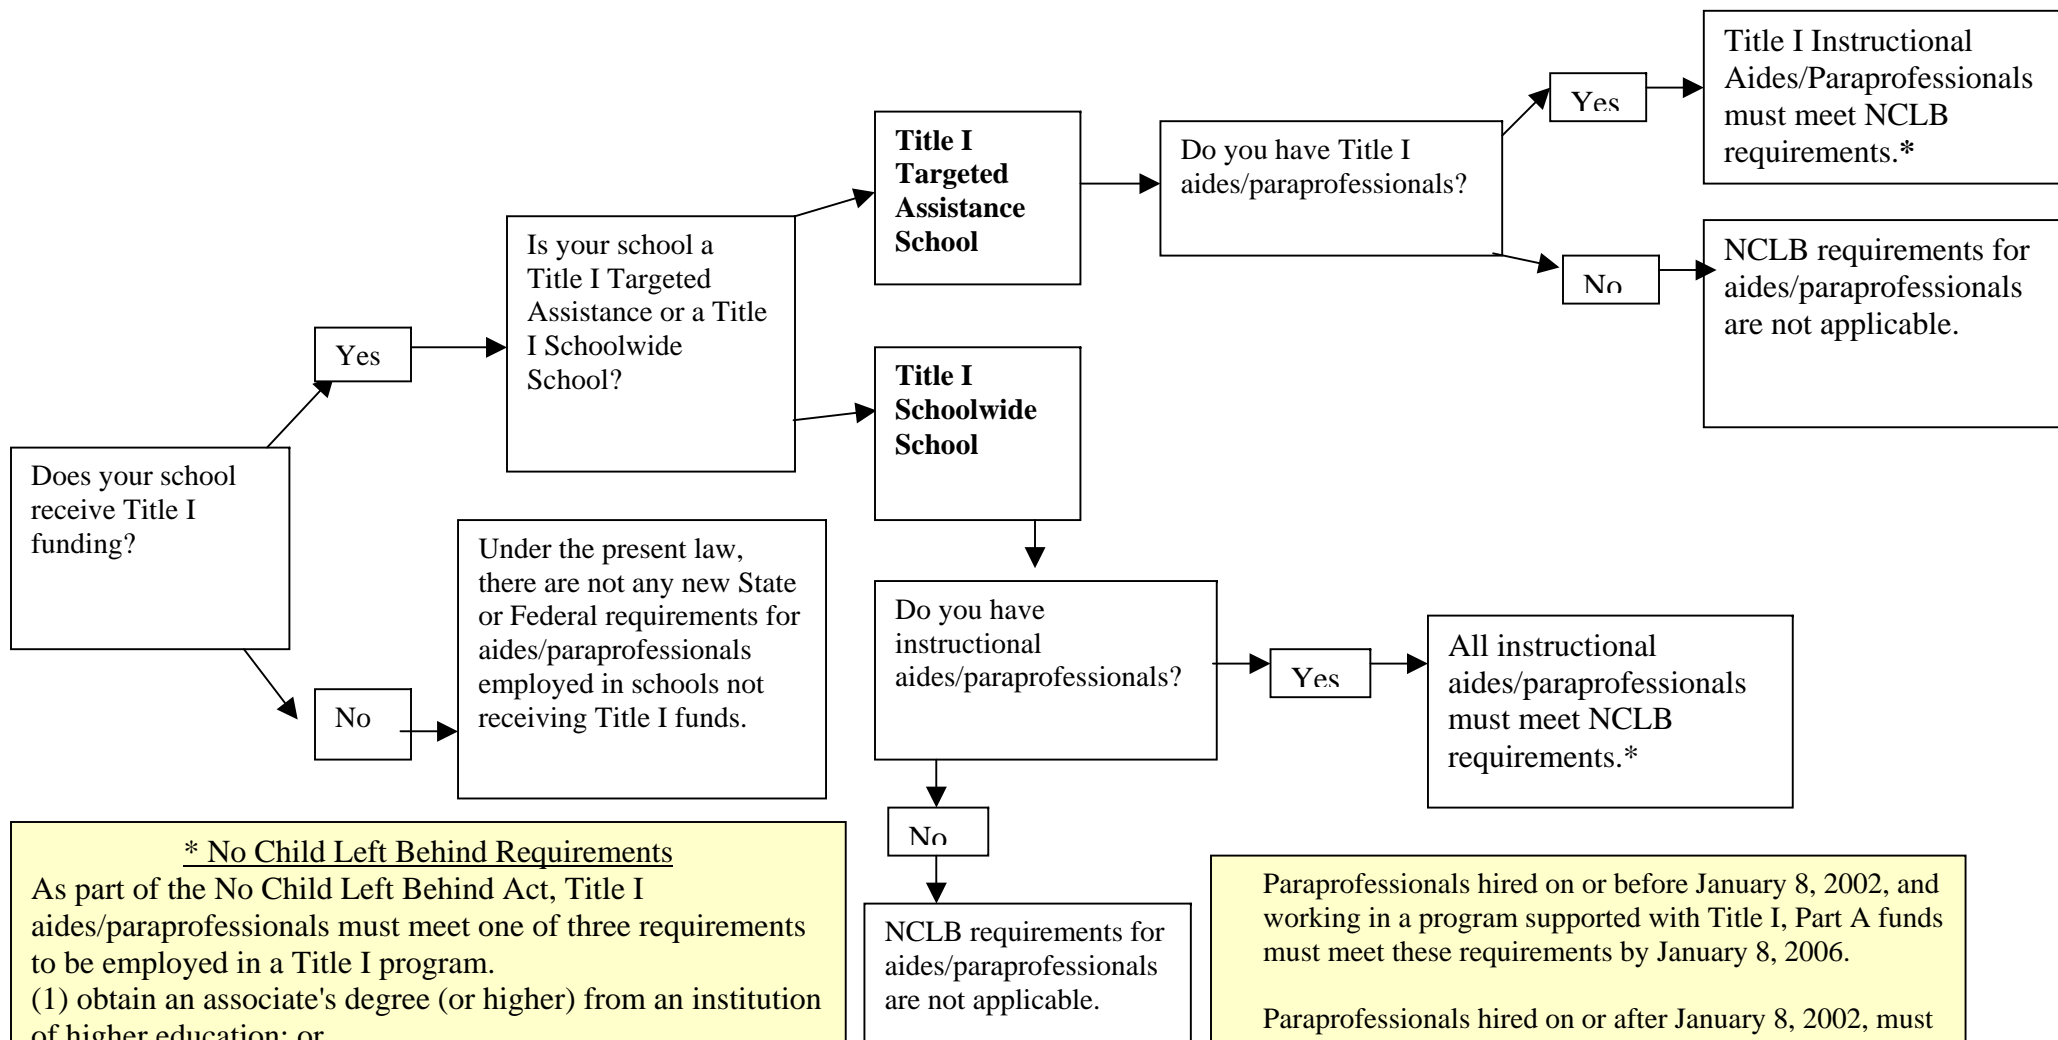 Does your school
receive Title I
funding?
Yes
Is your school a
Title I Targeted
Assistance or a Title
I Schoolwide
School?
Title I
Targeted
Assistance
School
Do you have Title I
aides/paraprofessionals?
Yes
Title I Instructional
Aides/Paraprofessionals
must meet NCLB
requirements.*
No
NCLB requirements for
aides/paraprofessionals
are not applicable.
Title I
Schoolwide
School
Do you have
instructional
aides/paraprofessionals?
Yes
All instructional
aides/paraprofessionals
must meet NCLB
requirements.*
No
NCLB requirements for
aides/paraprofessionals
are not applicable.
No
Under the present law,
there are not any new State
or Federal requirements for
aides/paraprofessionals
employed in schools not
receiving Title I funds.
* No Child Left Behind Requirements
As part of the No Child Left Behind Act, Title I
aides/paraprofessionals must meet one of three requirements
to be employed in a Title I program.
(1) obtain an associate's degree (or higher) from an institution
of higher education; or
Paraprofessionals hired on or before January 8, 2002, and
working in a program supported with Title I, Part A funds
must meet these requirements by January 8, 2006.
Paraprofessionals hired on or after January 8, 2002, must